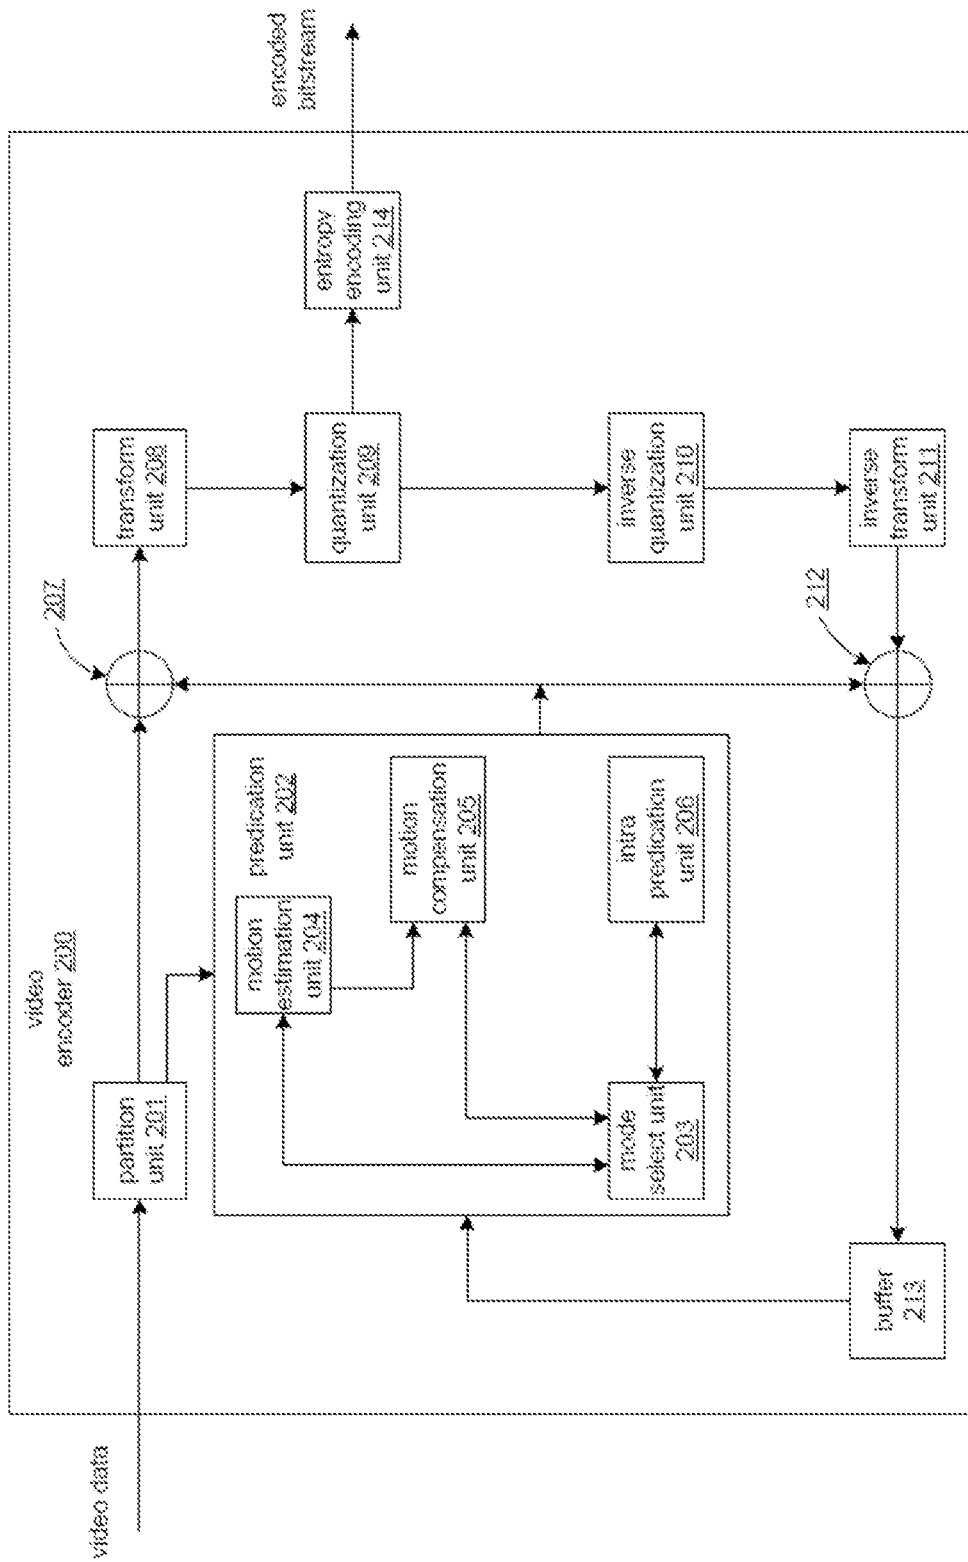 video data
video
encoder 200
partition
unit 201
predication
unit 202
motion
estimation
unit 204
motion
compensation
unit 205
mode
select unit
203
intra
predication
unit 206
buffer
213
207
212
transform
unit 208
quantization
unit 209
inverse
quantization
unit 210
inverse
transform
unit 211
entropy
encoding
unit 214
encoded
bitstream